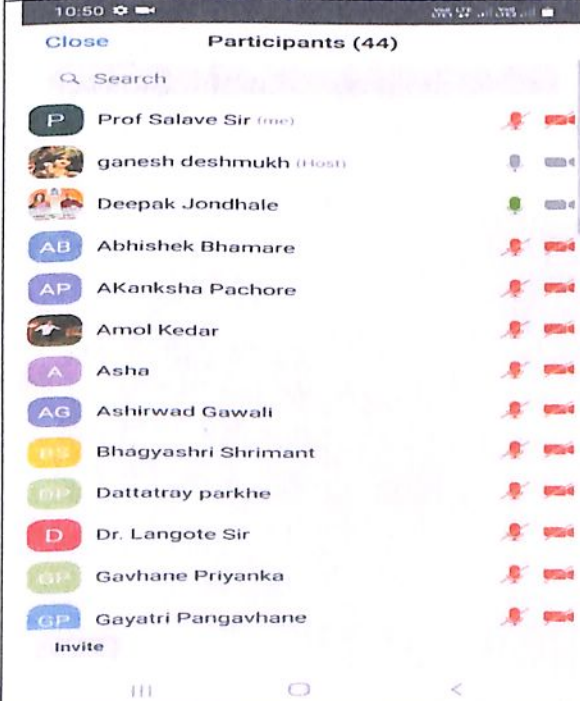 10:50
Close Participants (44)
Search
P Prof Salave Sir (me)
ganesh deshmukh (Host)
Deepak Jondhale
AB Abhishek Bhamare
AP AKanksha Pachore
Amol Kedar
A Asha
AG Ashirwad Gawali
BS Bhagyashri Shrimant
DP Dattatray parkhe
D Dr. Langote Sir
GP Gavhane Priyanka
GP Gayatri Pangavhane
Invite